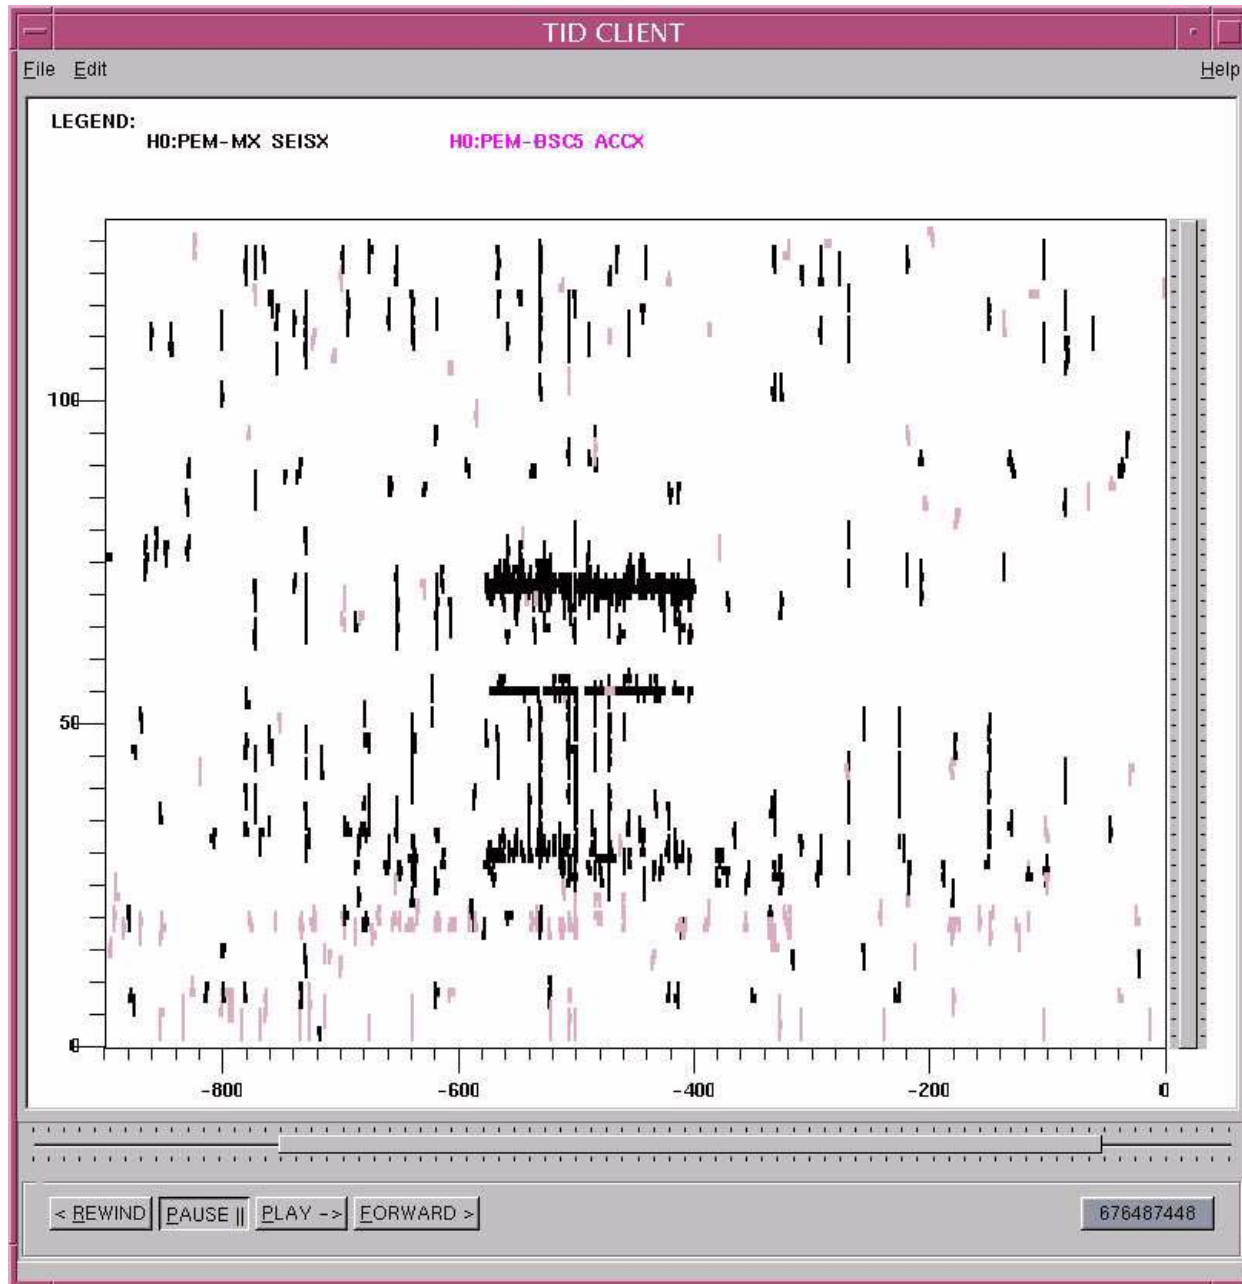 TID CLIENT
File Edit Help
LEGEND:
H0:PEM-MX SEISX H0:PEM-BSC5 ACCX
100
50
0
-800 -600 -400 -200 0
< REWIND PAUSE || PLAY -> FORWARD > 676487448